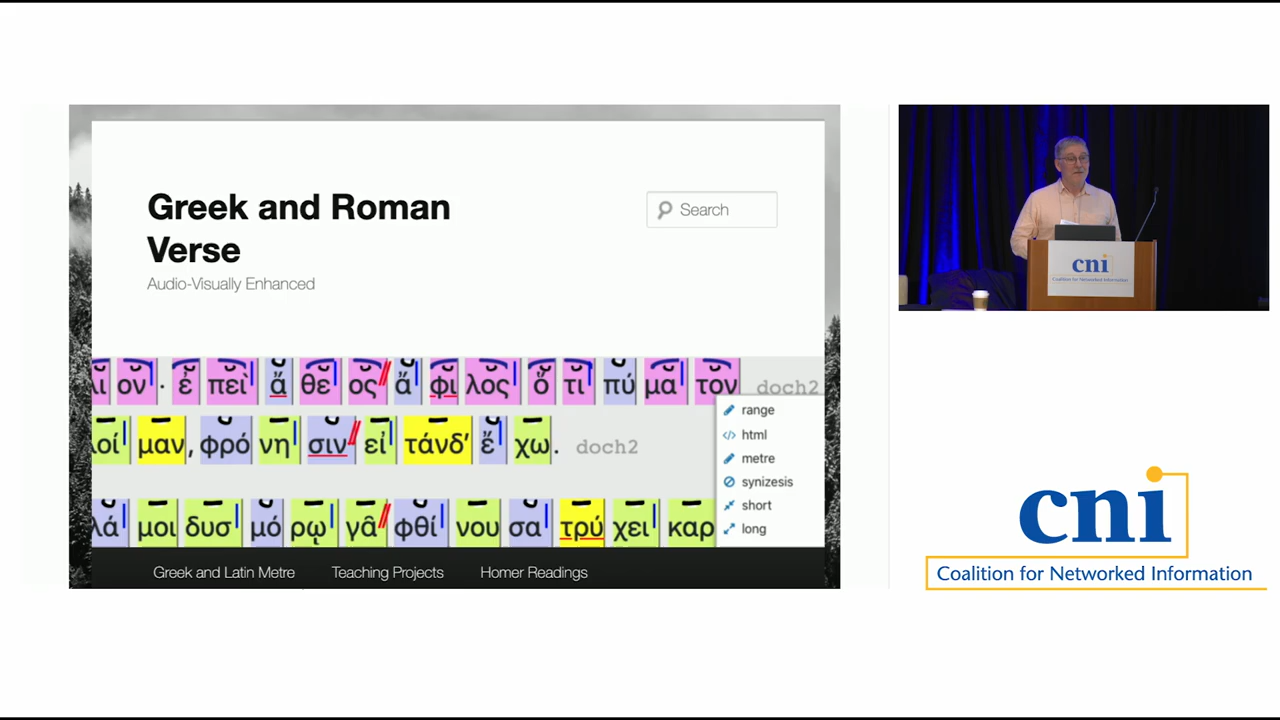 Greek and Roman
Verse
Audio-Visually Enhanced
Search
ον · ἐ πεὶ ἄ θε ος ἄ φι λος ὅ τι πύ μα τον doch2
μαν, φρό νη σιν εἰ τάνδ’ ἔ χω. doch2
μοι δυσ μό ρῳ γᾶ φθί νου σα τρύ χει καρ
range
html
metre
synizesis
short
long
Greek and Latin Metre Teaching Projects Homer Readings
cni
Coalition for Networked Information
cni
Coalition for Networked Information